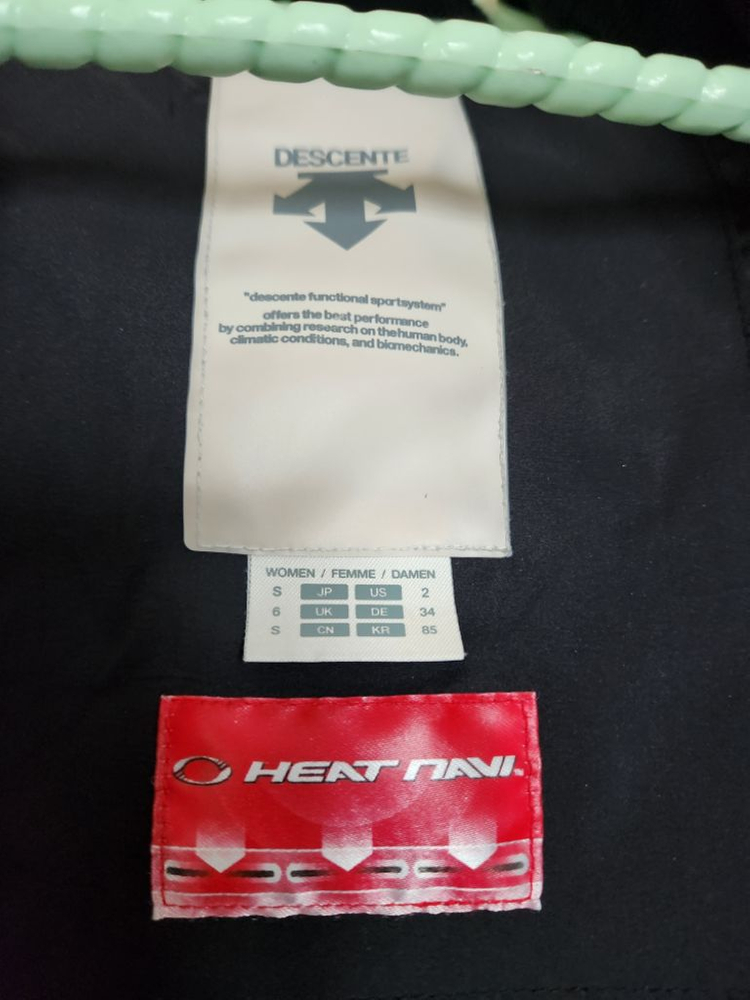 DESCENTE
"descente functional sportsystem"
offers the best performance
by combining research on the human body,
climatic conditions, and biomechanics.
WOMEN / FEMME / DAMEN
S JP US 2
6 UK DE 34
S CN KR 85
HEAT NAVI™